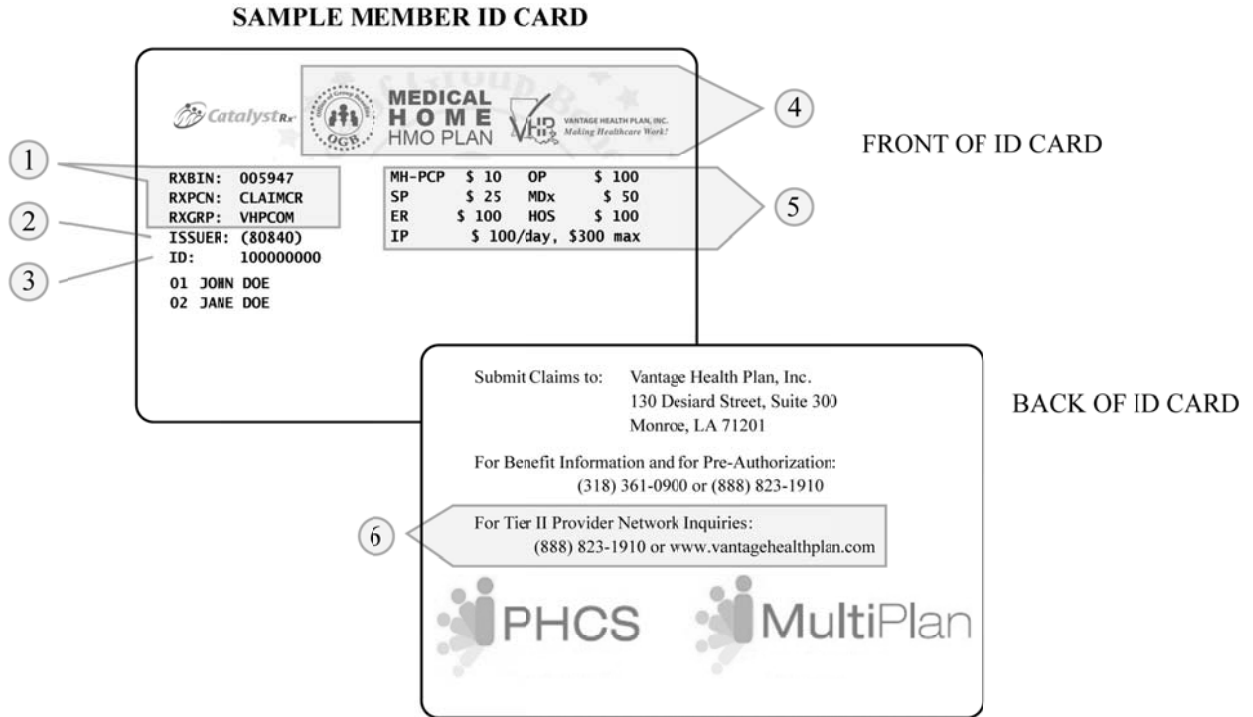 SAMPLE MEMBER ID CARD
CatalystRx
Office of Group Benefits
OGB
MEDICAL
HOME
HMO PLAN
VHP
VANTAGE HEALTH PLAN, INC.
Making Healthcare Work!
4
FRONT OF ID CARD
1
RXBIN: 005947
RXPCN: CLAIMCR
RXGRP: VHPCOM
2
ISSUER: (80840)
3
ID: 100000000
01 JOHN DOE
02 JANE DOE
MH-PCP $ 10 OP $ 100
SP $ 25 MDx $ 50
ER $ 100 HOS $ 100
IP $ 100/day, $300 max
5
BACK OF ID CARD
Submit Claims to: Vantage Health Plan, Inc.
130 Desiard Street, Suite 300
Monroe, LA 71201
For Benefit Information and for Pre-Authorization:
(318) 361-0900 or (888) 823-1910
6
For Tier II Provider Network Inquiries:
(888) 823-1910 or www.vantagehealthplan.com
PHCS
MultiPlan